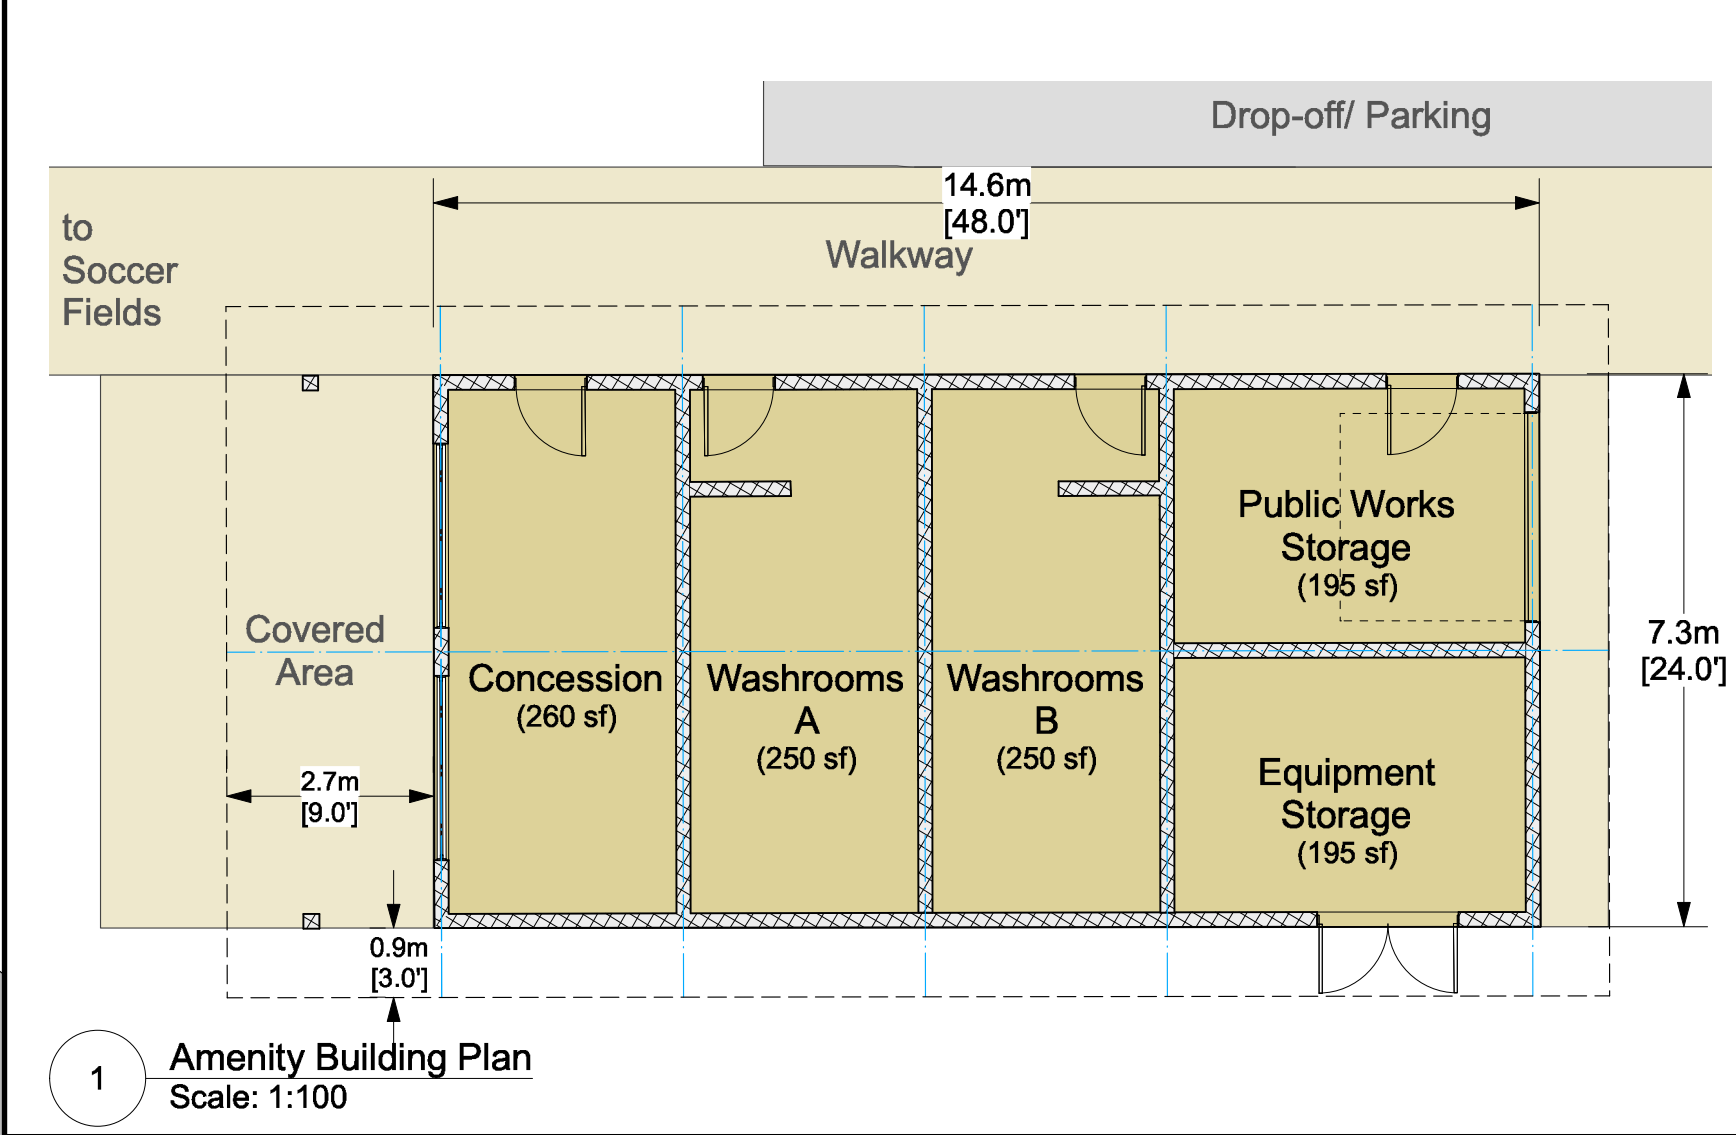 Drop-off/ Parking
14.6m
[48.0']
Walkway
to
Soccer
Fields
Public Works
Storage
(195 sf)
7.3m
[24.0']
Covered
Area
Concession
(260 sf)
Washrooms
A
(250 sf)
Washrooms
B
(250 sf)
Equipment
Storage
(195 sf)
2.7m
[9.0']
0.9m
[3.0']
1
Amenity Building Plan
Scale: 1:100